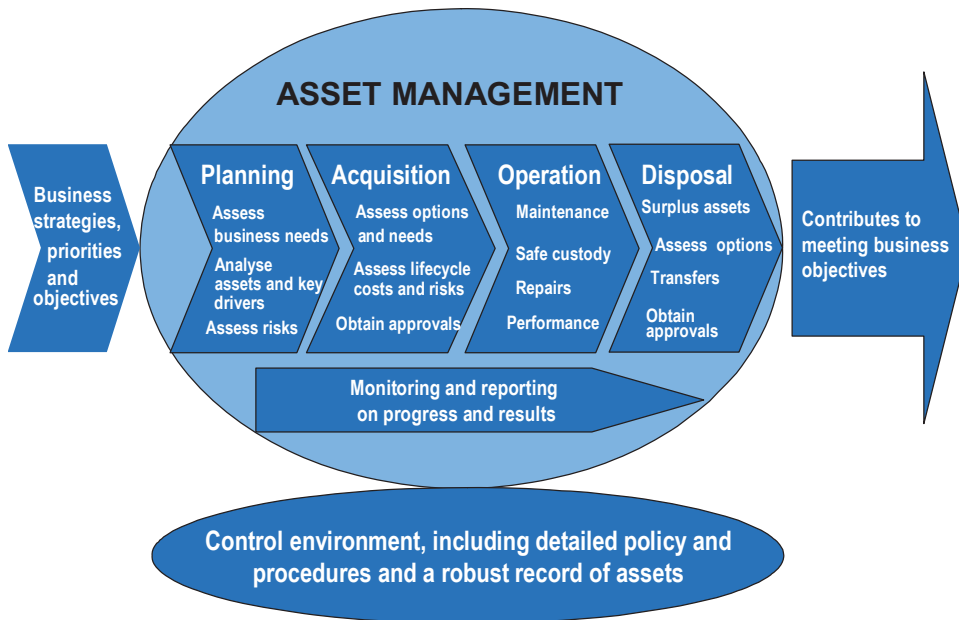 ASSET MANAGEMENT
Business
strategies,
priorities
and
objectives
Planning
Assess
business needs
Analyse
assets and key
drivers
Assess risks
Acquisition
Assess options
and needs
Assess lifecycle
costs and risks
Obtain approvals
Operation
Maintenance
Safe custody
Repairs
Performance
Disposal
Surplus assets
Assess options
Transfers
Obtain
approvals
Contributes to
meeting business
objectives
Monitoring and reporting
on progress and results
Control environment, including detailed policy and
procedures and a robust record of assets